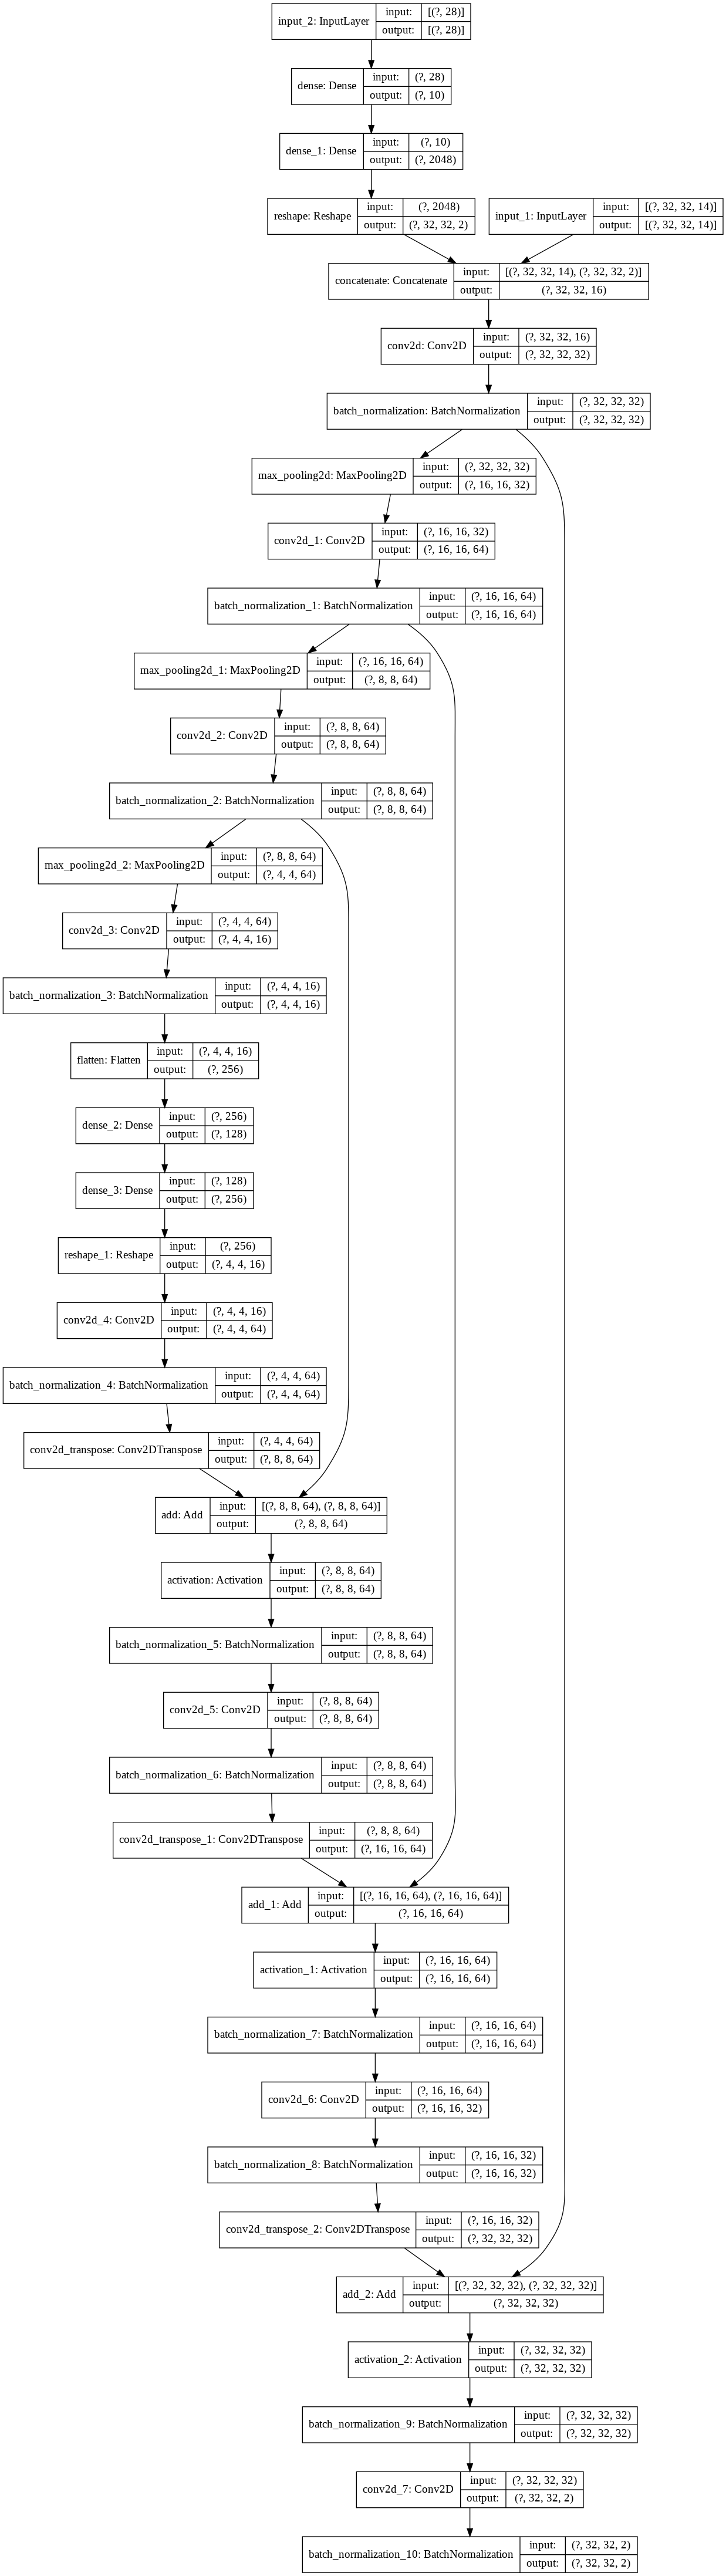 input_2: InputLayer
input: [(?, 28)]
output: [(?, 28)]
dense: Dense
input: (?, 28)
output: (?, 10)
dense_1: Dense
input: (?, 10)
output: (?, 2048)
reshape: Reshape
input: (?, 2048)
output: (?, 32, 32, 2)
input_1: InputLayer
input: [(?, 32, 32, 14)]
output: [(?, 32, 32, 14)]
concatenate: Concatenate
input: [(?, 32, 32, 14), (?, 32, 32, 2)]
output: (?, 32, 32, 16)
conv2d: Conv2D
input: (?, 32, 32, 16)
output: (?, 32, 32, 32)
batch_normalization: BatchNormalization
input: (?, 32, 32, 32)
output: (?, 32, 32, 32)
max_pooling2d: MaxPooling2D
input: (?, 32, 32, 32)
output: (?, 16, 16, 32)
conv2d_1: Conv2D
input: (?, 16, 16, 32)
output: (?, 16, 16, 64)
batch_normalization_1: BatchNormalization
input: (?, 16, 16, 64)
output: (?, 16, 16, 64)
max_pooling2d_1: MaxPooling2D
input: (?, 16, 16, 64)
output: (?, 8, 8, 64)
conv2d_2: Conv2D
input: (?, 8, 8, 64)
output: (?, 8, 8, 64)
batch_normalization_2: BatchNormalization
input: (?, 8, 8, 64)
output: (?, 8, 8, 64)
max_pooling2d_2: MaxPooling2D
input: (?, 8, 8, 64)
output: (?, 4, 4, 64)
conv2d_3: Conv2D
input: (?, 4, 4, 64)
output: (?, 4, 4, 16)
batch_normalization_3: BatchNormalization
input: (?, 4, 4, 16)
output: (?, 4, 4, 16)
flatten: Flatten
input: (?, 4, 4, 16)
output: (?, 256)
dense_2: Dense
input: (?, 256)
output: (?, 128)
dense_3: Dense
input: (?, 128)
output: (?, 256)
reshape_1: Reshape
input: (?, 256)
output: (?, 4, 4, 16)
conv2d_4: Conv2D
input: (?, 4, 4, 16)
output: (?, 4, 4, 64)
batch_normalization_4: BatchNormalization
input: (?, 4, 4, 64)
output: (?, 4, 4, 64)
conv2d_transpose: Conv2DTranspose
input: (?, 4, 4, 64)
output: (?, 8, 8, 64)
add: Add
input: [(?, 8, 8, 64), (?, 8, 8, 64)]
output: (?, 8, 8, 64)
activation: Activation
input: (?, 8, 8, 64)
output: (?, 8, 8, 64)
batch_normalization_5: BatchNormalization
input: (?, 8, 8, 64)
output: (?, 8, 8, 64)
conv2d_5: Conv2D
input: (?, 8, 8, 64)
output: (?, 8, 8, 64)
batch_normalization_6: BatchNormalization
input: (?, 8, 8, 64)
output: (?, 8, 8, 64)
conv2d_transpose_1: Conv2DTranspose
input: (?, 8, 8, 64)
output: (?, 16, 16, 64)
add_1: Add
input: [(?, 16, 16, 64), (?, 16, 16, 64)]
output: (?, 16, 16, 64)
activation_1: Activation
input: (?, 16, 16, 64)
output: (?, 16, 16, 64)
batch_normalization_7: BatchNormalization
input: (?, 16, 16, 64)
output: (?, 16, 16, 64)
conv2d_6: Conv2D
input: (?, 16, 16, 64)
output: (?, 16, 16, 32)
batch_normalization_8: BatchNormalization
input: (?, 16, 16, 32)
output: (?, 16, 16, 32)
conv2d_transpose_2: Conv2DTranspose
input: (?, 16, 16, 32)
output: (?, 32, 32, 32)
add_2: Add
input: [(?, 32, 32, 32), (?, 32, 32, 32)]
output: (?, 32, 32, 32)
activation_2: Activation
input: (?, 32, 32, 32)
output: (?, 32, 32, 32)
batch_normalization_9: BatchNormalization
input: (?, 32, 32, 32)
output: (?, 32, 32, 32)
conv2d_7: Conv2D
input: (?, 32, 32, 32)
output: (?, 32, 32, 2)
batch_normalization_10: BatchNormalization
input: (?, 32, 32, 2)
output: (?, 32, 32, 2)